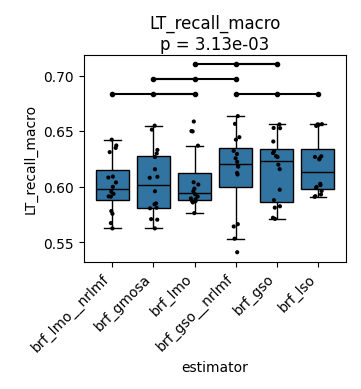 LT_recall_macro
p = 3.13e-03
0.70
0.65
0.60
0.55
LT_recall_macro
brf_lmo__nrlmf
brf_gmosa
brf_lmo
brf_gso__nrlmf
brf_gso
brf_lso
estimator